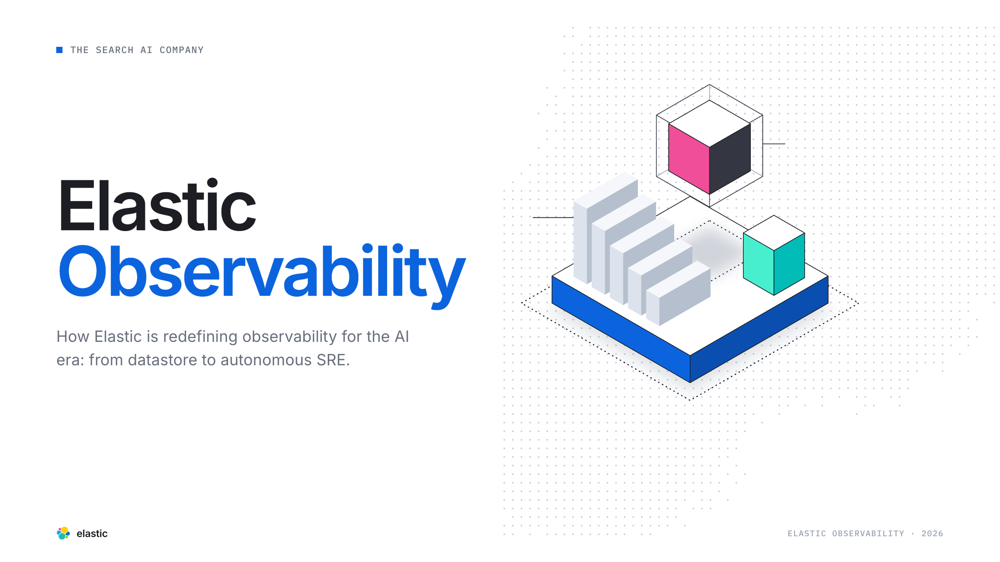 THE SEARCH AI COMPANY
Elastic
Observability
How Elastic is redefining observability for the AI
era: from datastore to autonomous SRE.
elastic
ELASTIC OBSERVABILITY · 2026